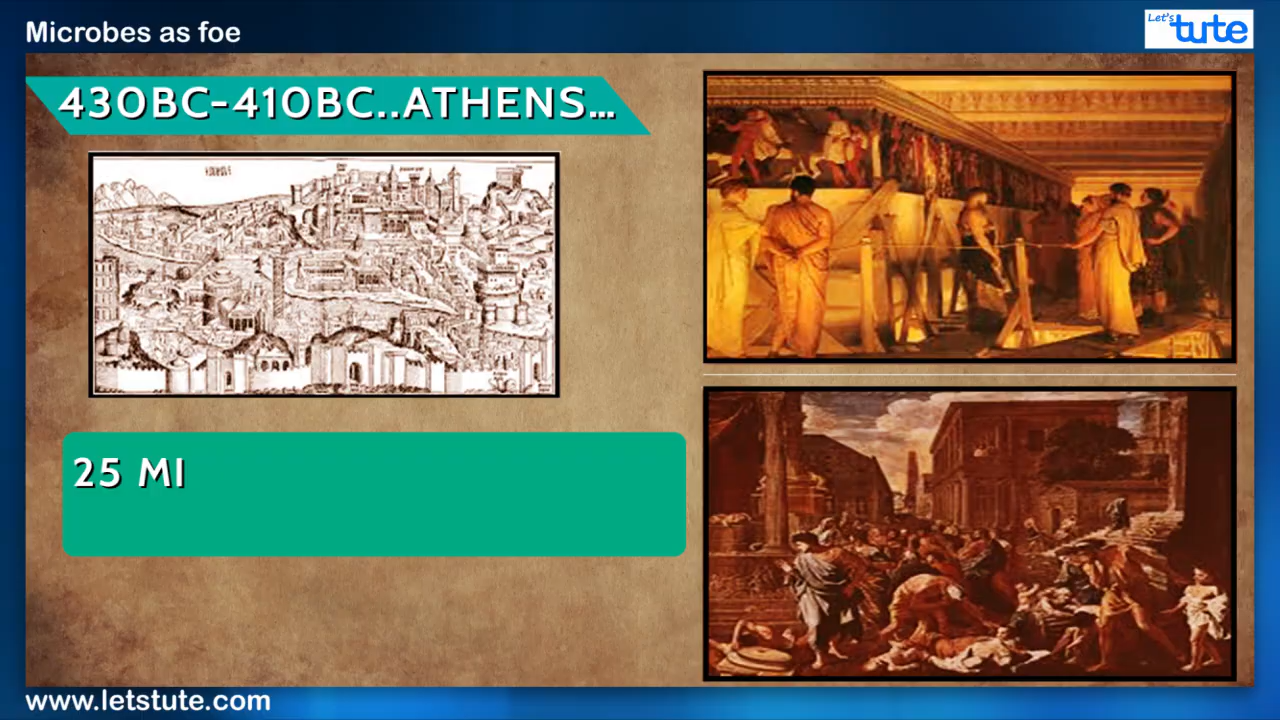 Microbes as foe
Let's
tute
430BC-410BC..ATHENS...
25 MI
www.letstute.com